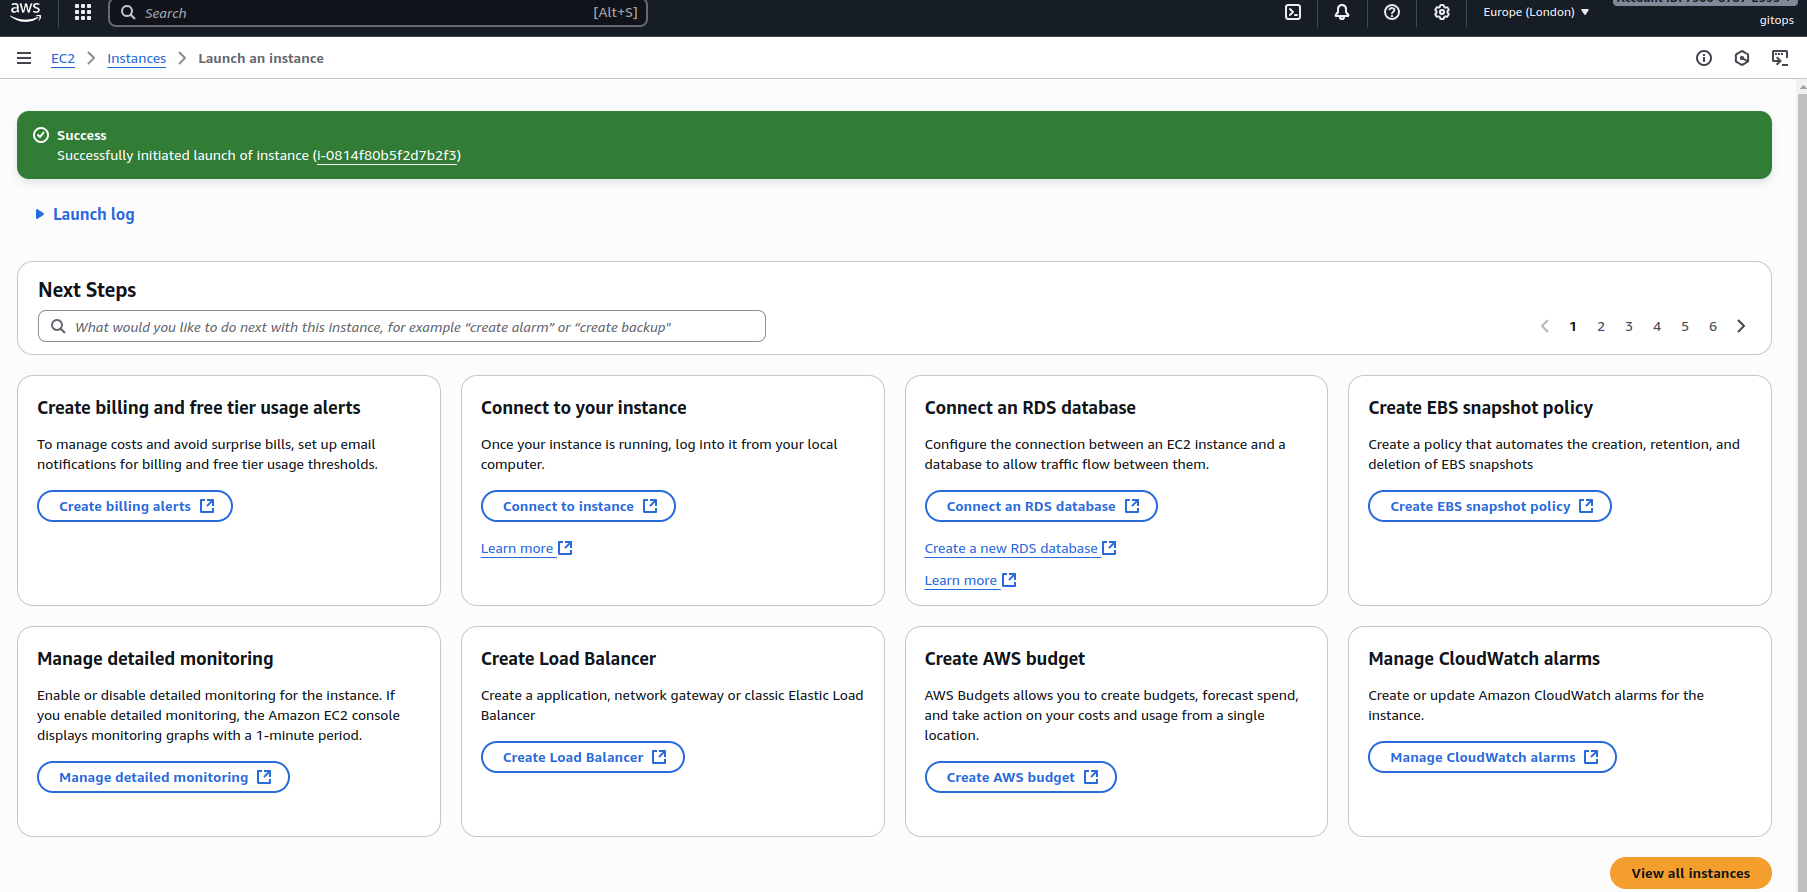 aws
Search
[Alt+S]
Europe (London)
gitops
EC2
Instances
Launch an instance
Success
Successfully initiated launch of instance (i-0814f80b5f2d7b2f3)
Launch log
Next Steps
What would you like to do next with this instance, for example “create alarm” or “create backup”
1 2 3 4 5 6
Create billing and free tier usage alerts
To manage costs and avoid surprise bills, set up email
notifications for billing and free tier usage thresholds.
Create billing alerts
Connect to your instance
Once your instance is running, log into it from your local
computer.
Connect to instance
Learn more
Connect an RDS database
Configure the connection between an EC2 instance and a
database to allow traffic flow between them.
Connect an RDS database
Create a new RDS database
Learn more
Create EBS snapshot policy
Create a policy that automates the creation, retention, and
deletion of EBS snapshots
Create EBS snapshot policy
Manage detailed monitoring
Enable or disable detailed monitoring for the instance. If
you enable detailed monitoring, the Amazon EC2 console
displays monitoring graphs with a 1-minute period.
Manage detailed monitoring
Create Load Balancer
Create a application, network gateway or classic Elastic Load
Balancer
Create Load Balancer
Create AWS budget
AWS Budgets allows you to create budgets, forecast spend,
and take action on your costs and usage from a single
location.
Create AWS budget
Manage CloudWatch alarms
Create or update Amazon CloudWatch alarms for the
instance.
Manage CloudWatch alarms
View all instances